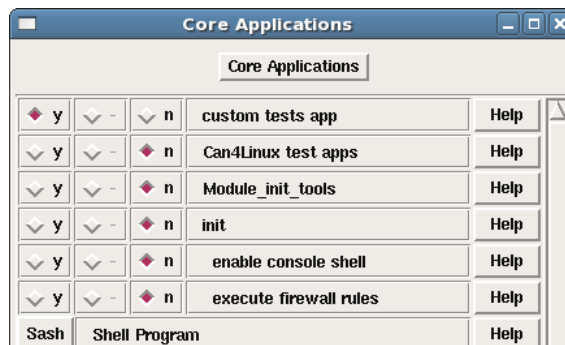 Core Applications
Core Applications
y - n custom tests app Help
y - n Can4Linux test apps Help
y - n Module_init_tools Help
y - n init Help
y - n enable console shell Help
y - n execute firewall rules Help
Sash Shell Program Help